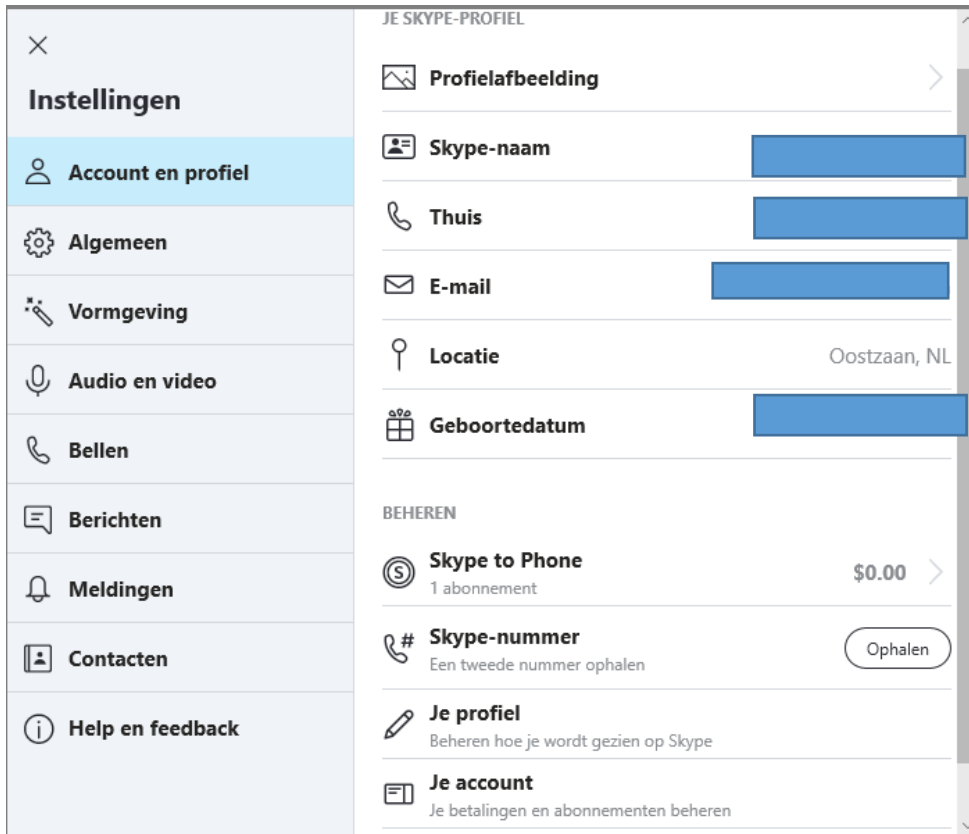 Instellingen
Account en profiel
Algemeen
Vormgeving
Audio en video
Bellen
Berichten
Meldingen
Contacten
Help en feedback
JE SKYPE-PROFIEL
Profielafbeelding
Skype-naam
Thuis
E-mail
Locatie Oostzaan, NL
Geboortedatum
BEHEREN
Skype to Phone
1 abonnement
$0.00
Skype-nummer
Een tweede nummer ophalen
Ophalen
Je profiel
Beheren hoe je wordt gezien op Skype
Je account
Je betalingen en abonnementen beheren